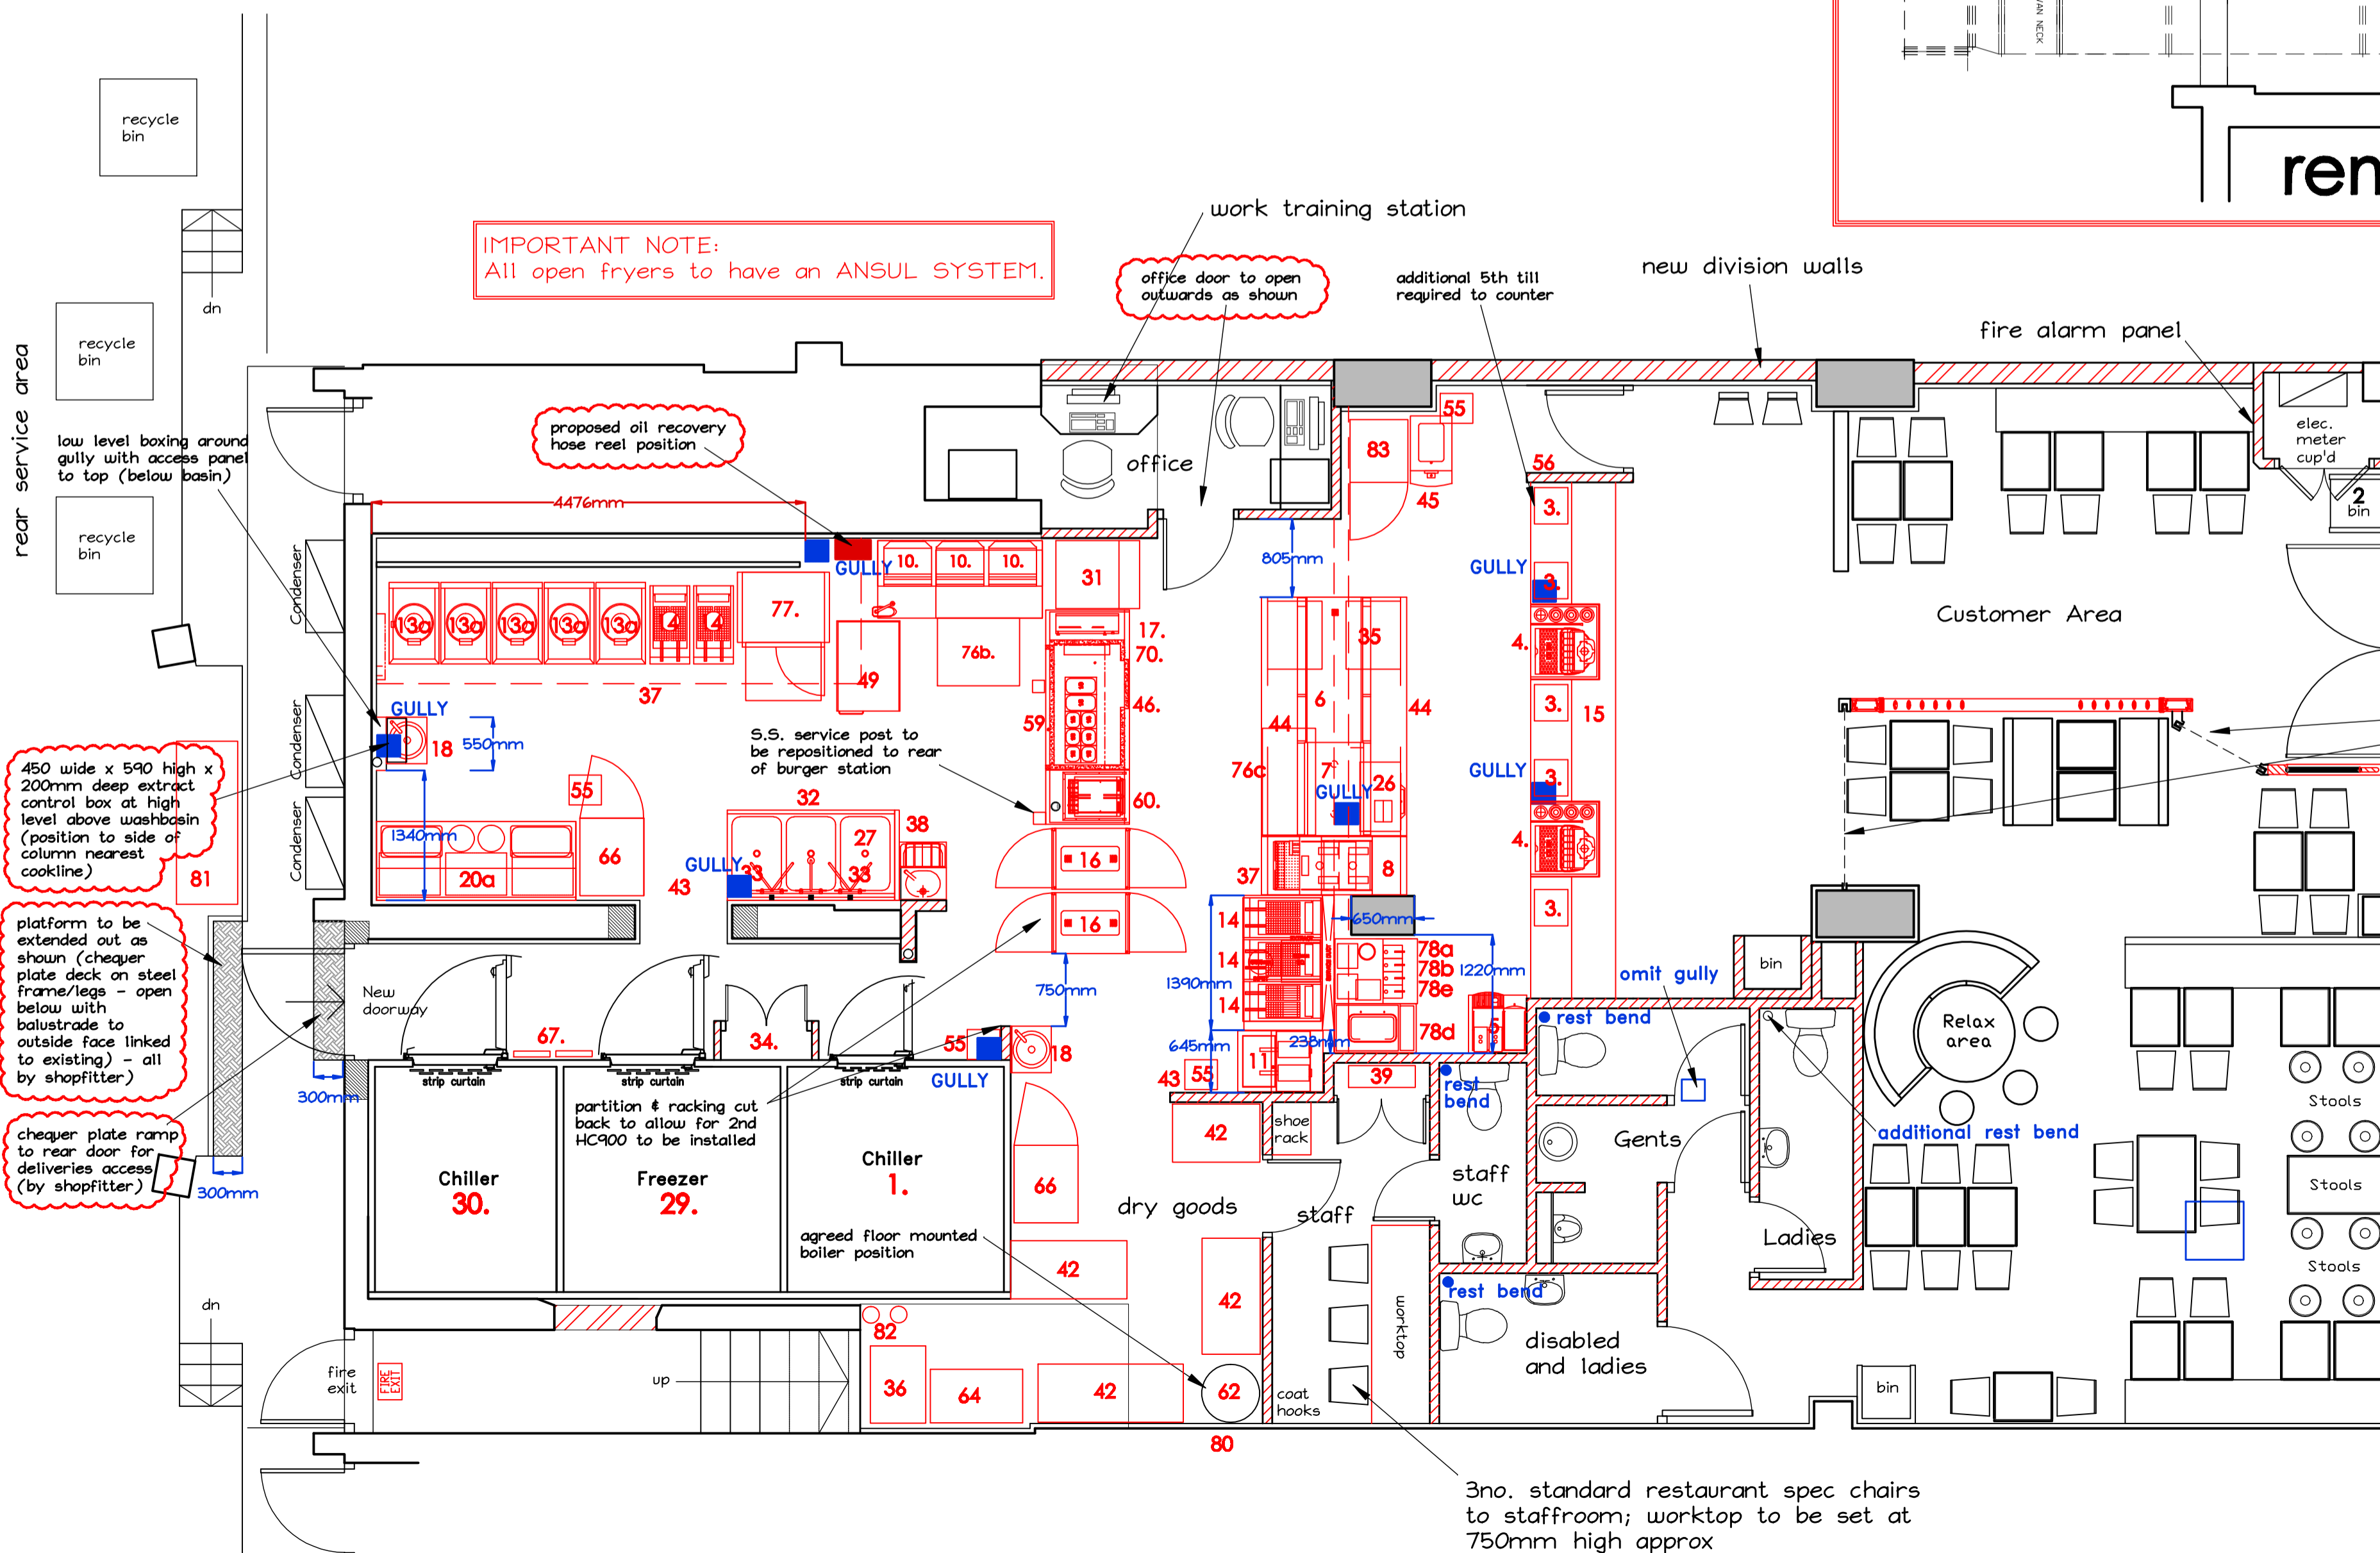 VAN NECK
ren
recycle
bin
dn
recycle
bin
recycle
bin
rear service area
IMPORTANT NOTE:
All open fryers to have an ANSUL SYSTEM.
work training station
office door to open
outwards as shown
additional 5th till
required to counter
new division walls
fire alarm panel
elec.
meter
cup'd
2
bin
low level boxing around
gully with access panel
to top (below basin)
proposed oil recovery
hose reel position
4476mm
GULLY
office
805mm
55
83
45
56
3.
GULLY
3.
4.
3.
15
GULLY
3.
4.
3.
Customer Area
Condenser
Condenser
Condenser
13a
13a
13a
13a
13a
4
4
77.
10.
10.
10.
31
76b.
49
37
17.
70.
46.
59.
60.
16
16
35
6
44
44
76c
7
26
GULLY
8
37
GULLY
18
550mm
1340mm
55
66
20a
43
32
27
33
33
38
GULLY
S.S. service post to
be repositioned to rear
of burger station
450 wide x 590 high x
200mm deep extract
control box at high
level above washbasin
(position to side of
column nearest
cookline)
81
platform to be
extended out as
shown (chequer
plate deck on steel
frame/legs - open
below with
balustrade to
outside face linked
to existing) - all
by shopfitter)
300mm
chequer plate ramp
to rear door for
deliveries access
(by shopfitter)
300mm
New
doorway
67.
34.
55
18
GULLY
750mm
strip curtain
strip curtain
strip curtain
partition & racking cut
back to allow for 2nd
HC900 to be installed
Chiller
30.
Freezer
29.
Chiller
1.
agreed floor mounted
boiler position
66
42
14
14
14
1390mm
645mm
650mm
78a
78b
78e
78d
1220mm
238mm
11
43
55
39
5
42
shoe
rack
dry goods
staff
42
worktop
coat
hooks
rest
bend
staff
wc
rest bend
omit gully
Gents
Ladies
additional rest bend
rest bend
disabled
and ladies
bin
Relax
area
Stools
Stools
Stools
bin
dn
fire
exit
FIRE
EXIT
up
82
36
64
42
62
80
3no. standard restaurant spec chairs
to staffroom; worktop to be set at
750mm high approx